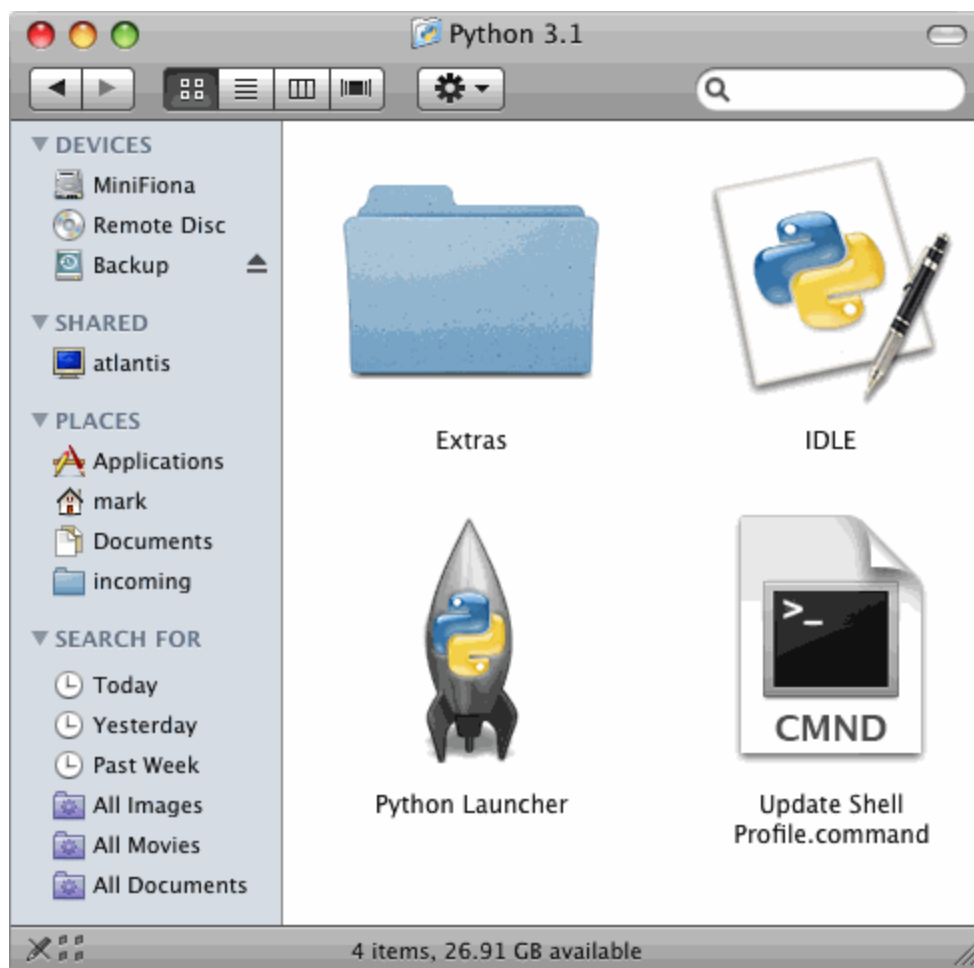 Python 3.1
DEVICES
MiniFiona
Remote Disc
Backup
SHARED
atlantis
PLACES
Applications
mark
Documents
incoming
SEARCH FOR
Today
Yesterday
Past Week
All Images
All Movies
All Documents
Extras
IDLE
>_
CMND
Python Launcher
Update Shell
Profile.command
4 items, 26.91 GB available